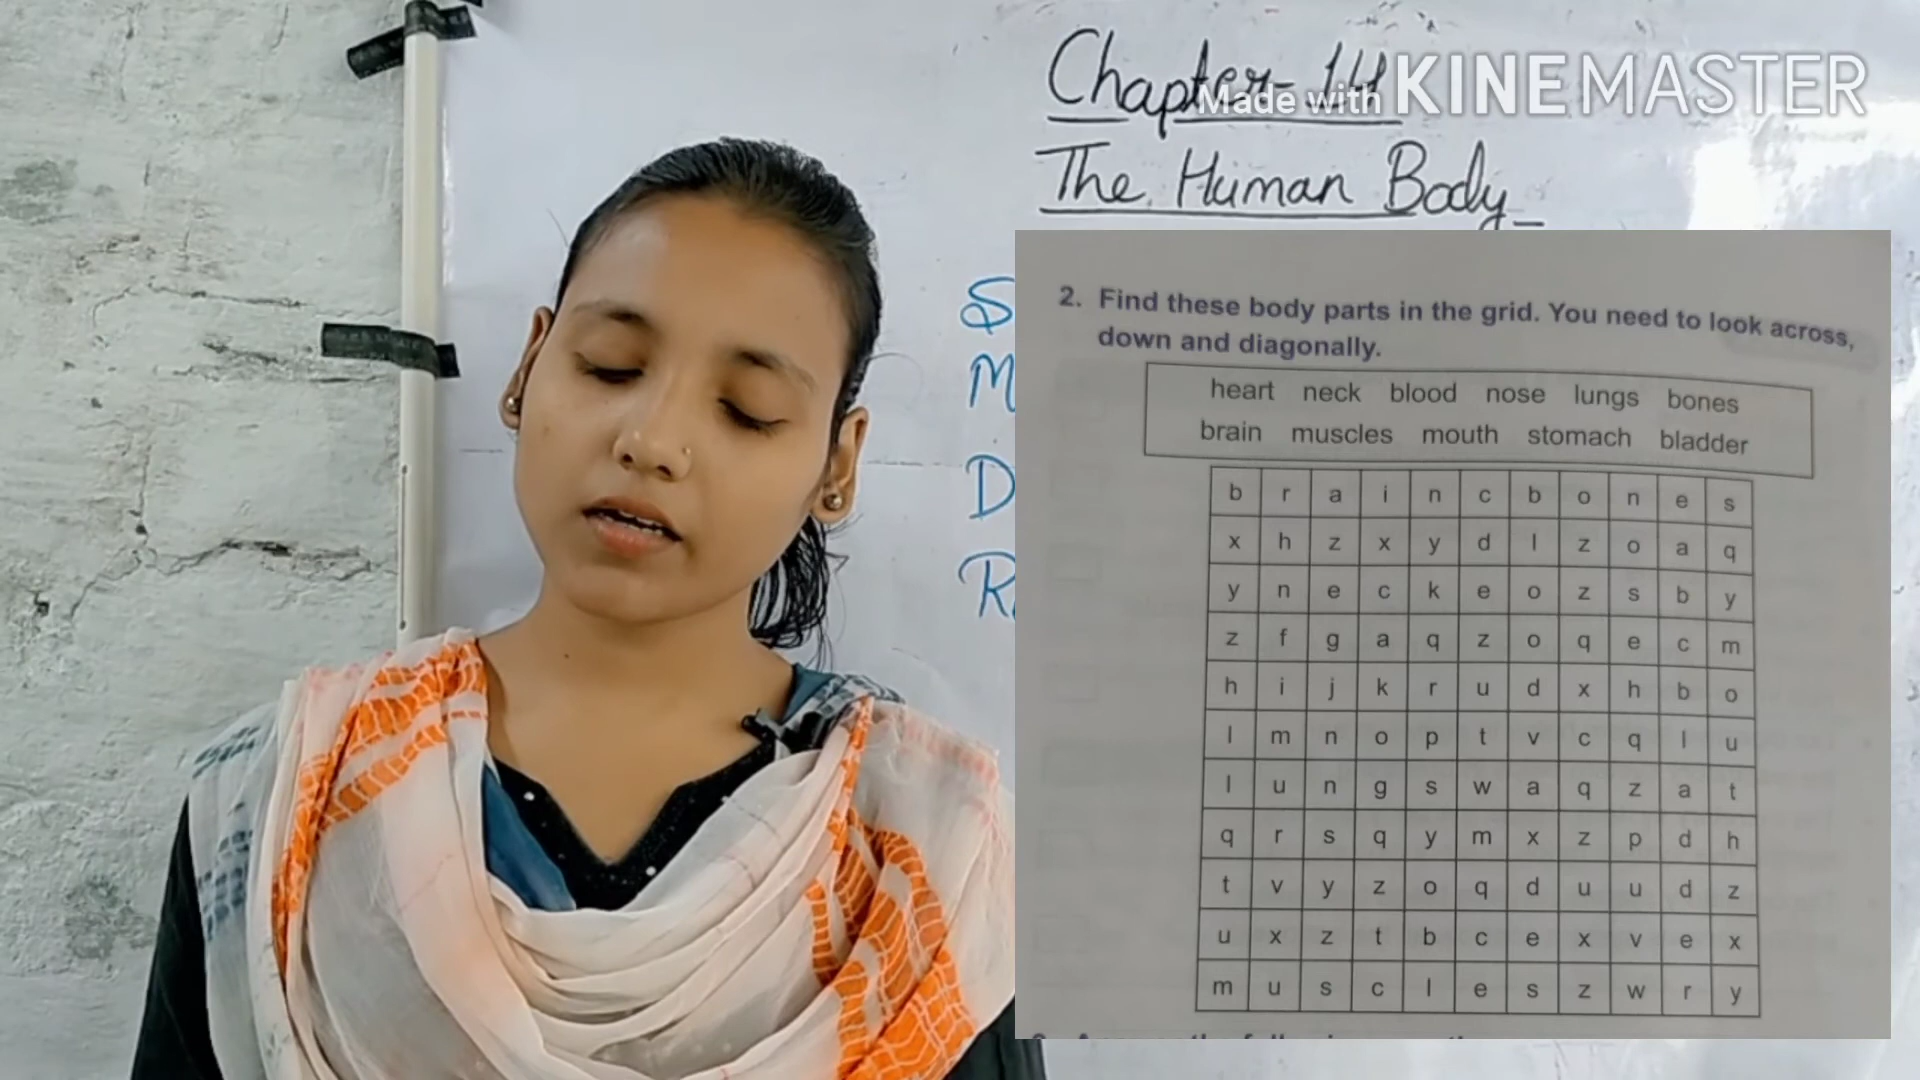 Chapter-14
Made with KINEMASTER
The Human Body
S
M
D
R
2. Find these body parts in the grid. You need to look across,
down and diagonally.
heart neck blood nose lungs bones
brain muscles mouth stomach bladder
b r a i n c b o n e s
x h z x y d l z o a q
y n e c k e o z s b y
z f g a q z o q e c m
h i j k r u d x h b o
l m n o p t v c q l u
l u n g s w a q z a t
q r s q y m x z p d h
t v y z o q d u u d z
u x z t b c e x v e x
m u s c l e s z w r y